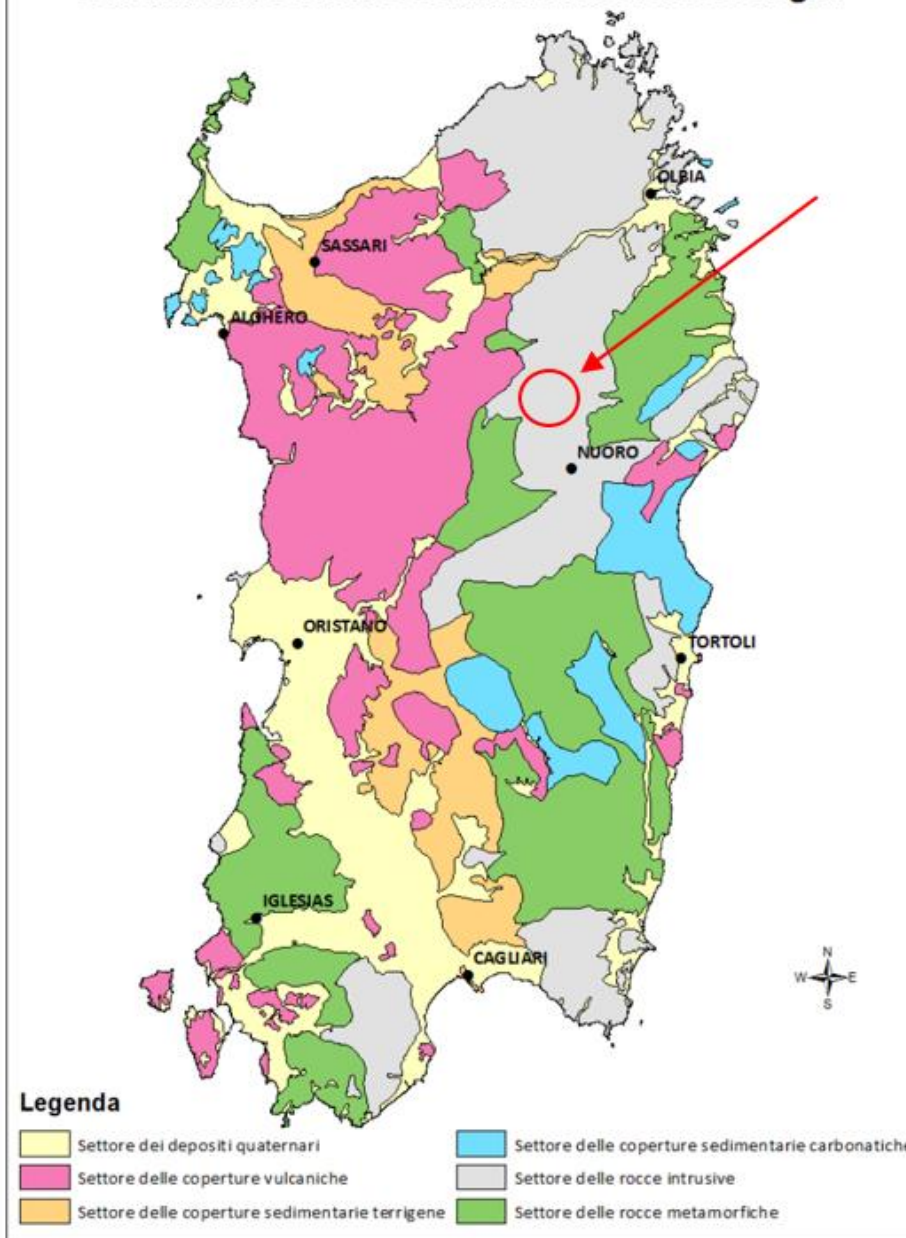 OLBIA
SASSARI
ALGHERO
NUORO
ORISTANO
TORTOLI
IGLESIAS
CAGLIARI
N
W E
S
Legenda
Settore dei depositi quaternari
Settore delle coperture vulcaniche
Settore delle coperture sedimentarie terrigene
Settore delle coperture sedimentarie carbonatiche
Settore delle rocce intrusive
Settore delle rocce metamorfiche